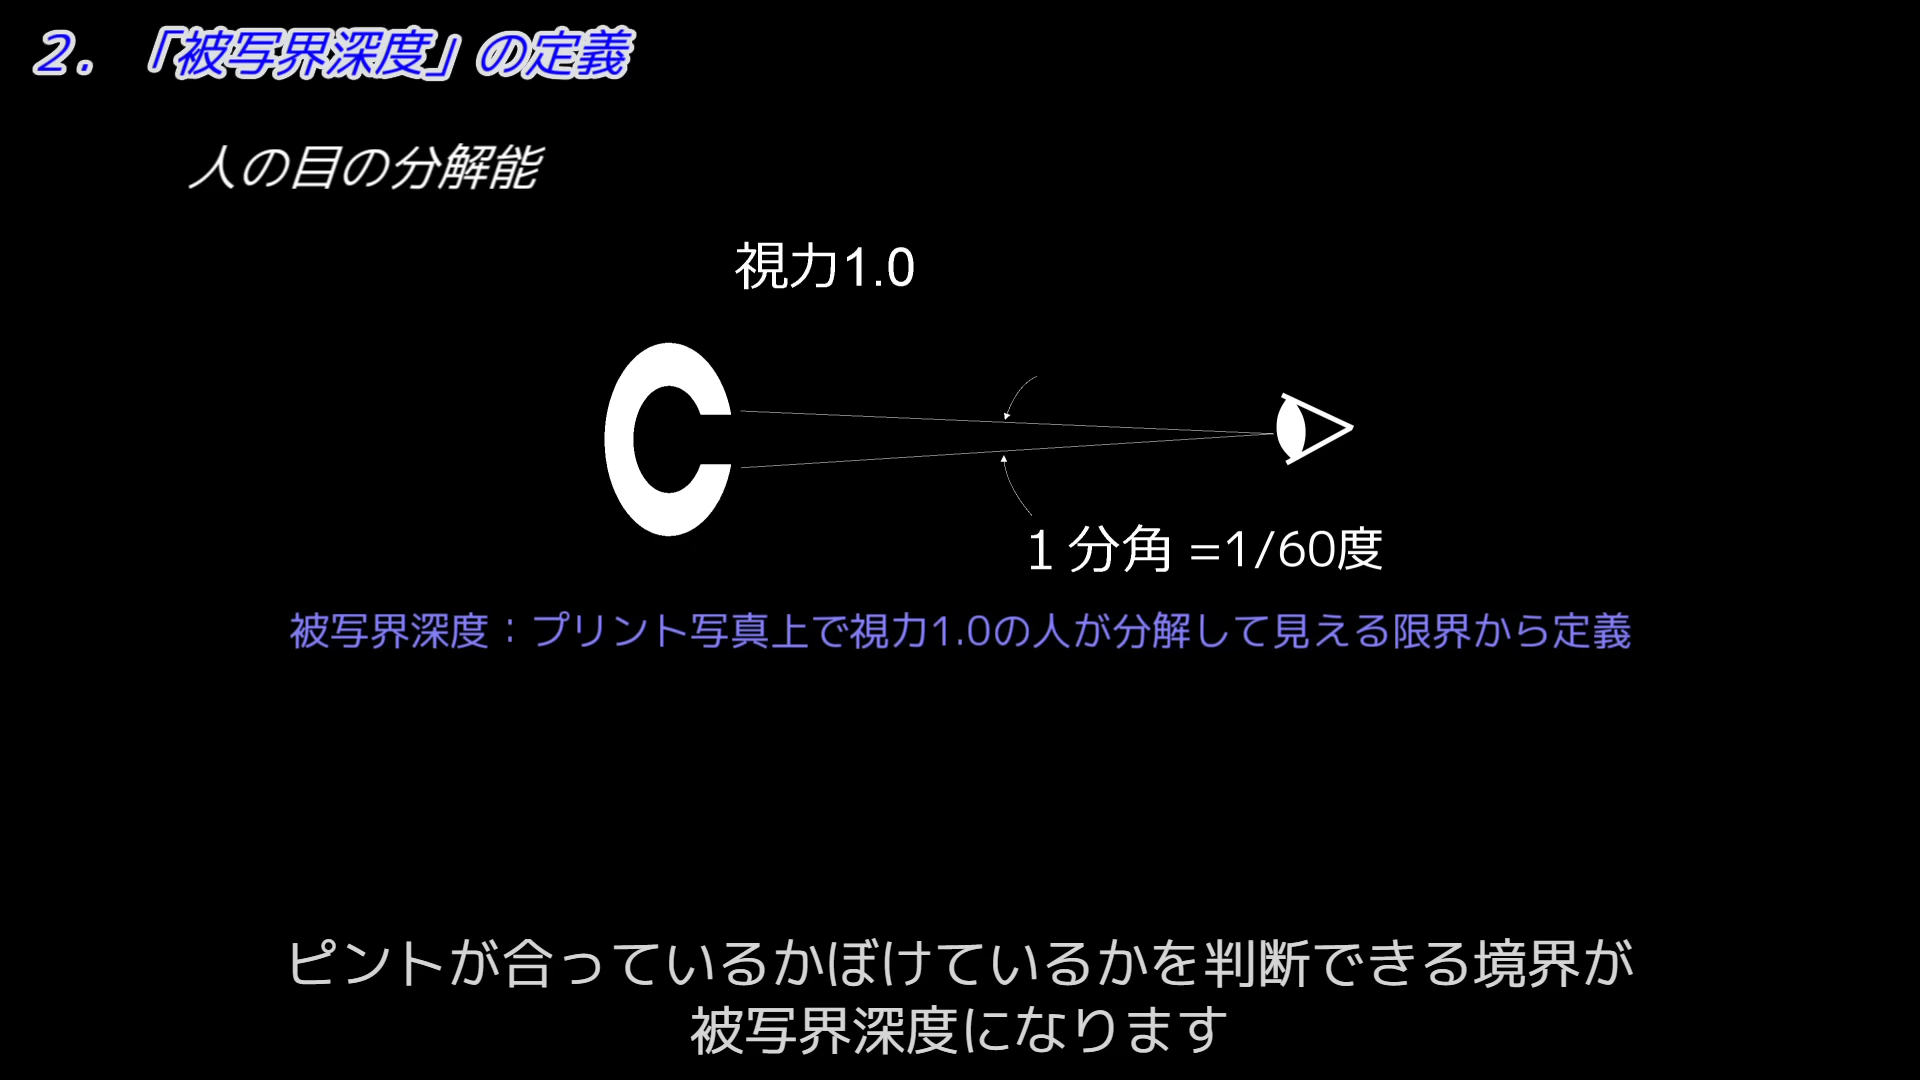 ２．「被写界深度」の定義
人の目の分解能
視力1.0
１分角 =1/60度
被写界深度：プリント写真上で視力1.0の人が分解して見える限界から定義
ピントが合っているかぼけているかを判断できる境界が
被写界深度になります